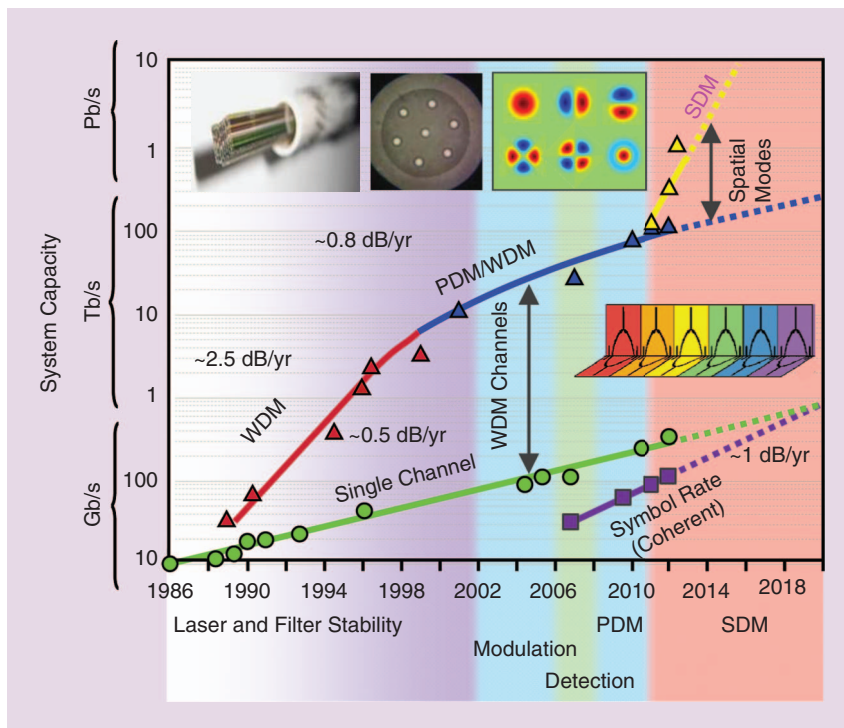 10
Pb/s
1
SDM
Spatial
Modes
100
~0.8 dB/yr
PDM/WDM
System Capacity
Tb/s
10
WDM Channels
~2.5 dB/yr
1
WDM
~0.5 dB/yr
Single Channel
~1 dB/yr
Gb/s
100
Symbol Rate
(Coherent)
10
1986 1990 1994 1998 2002 2006 2010 2014 2018
Laser and Filter Stability PDM SDM
Modulation
Detection